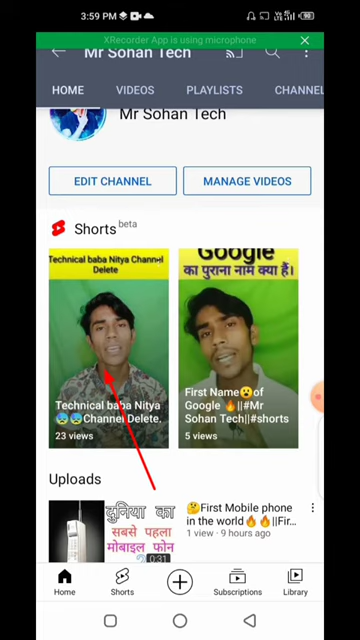 3:59 PM
90
XRecorder App is using microphone
Mr Sohan Tech
HOME VIDEOS PLAYLISTS CHANNEL
Mr Sohan Tech
EDIT CHANNEL MANAGE VIDEOS
Shorts beta
Technical baba Nitya Channel
Delete
Google
का पुराना नाम क्या हैं।
Technical baba Nitya
😰😰Channel Delete.
23 views
First Name😮of
Google 🔥||#Mr
Sohan Tech||#shorts
5 views
Uploads
दुनिया का
सबसे पहला
मोबाईल फोन
0:31
🤔First Mobile phone
in the world🔥🔥||Fir...
1 view · 9 hours ago
Home Shorts Subscriptions Library